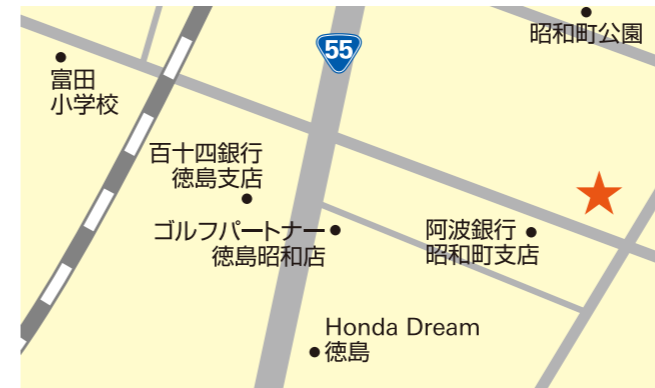 昭和町公園
55
富田
小学校
百十四銀行
徳島支店
ゴルフパートナー
徳島昭和店
阿波銀行
昭和町支店
Honda Dream
徳島